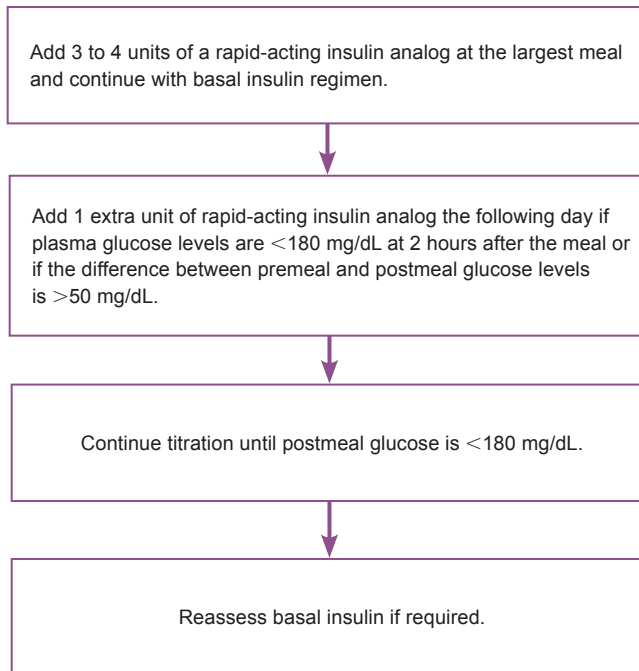 Add 3 to 4 units of a rapid-acting insulin analog at the largest meal
and continue with basal insulin regimen.
Add 1 extra unit of rapid-acting insulin analog the following day if
plasma glucose levels are <180 mg/dL at 2 hours after the meal or
if the difference between premeal and postmeal glucose levels
is >50 mg/dL.
Continue titration until postmeal glucose is <180 mg/dL.
Reassess basal insulin if required.